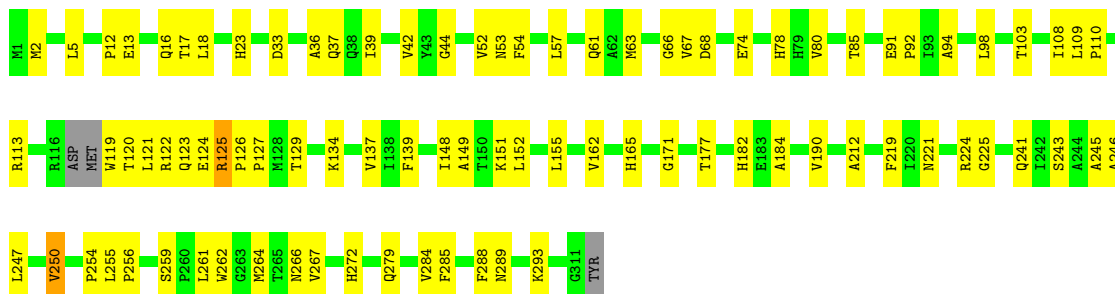 M1 M2 L5 P12 E13 Q16 T17 L18 H23 D33 A36 Q37 Q38 I39 V42 Y43 G44 V52 N53 F54 L57 Q61 A62 M63 G66 V67 D68 E74 H78 H79 V80 T85 E91 P92 I93 A94 L98 T103 I108 L109 P110
R113 R116 ASP MET W119 T120 L121 R122 Q123 E124 R125 P126 P127 M128 T129 K134 V137 I138 F139 I148 A149 T150 K151 L152 L155 V162 H165 G171 T177 H182 E183 A184 V190 A212 F219 I220 N221 R224 G225 Q241 I242 S243 A244 A245 A246
L247 V250 P254 L255 P256 S259 P260 L261 W262 G263 M264 T265 N266 V267 H272 Q279 V284 F285 F288 N289 K293 G311 TYR